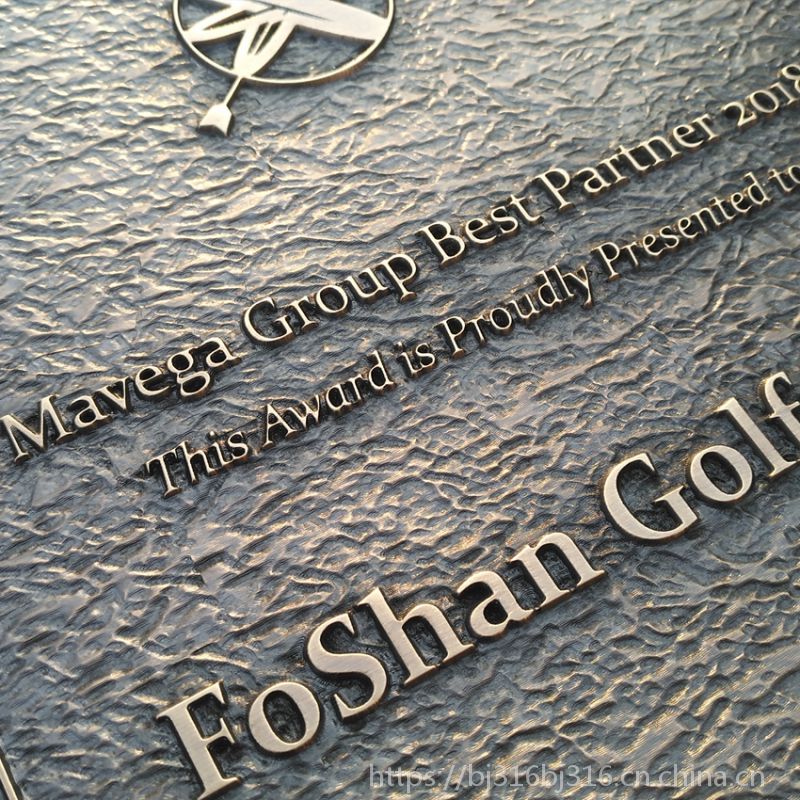 Mavega Group Best Partner 2018
This Award is Proudly Presented to
FoShan Golf
https://bj316bj316.cn.china.cn